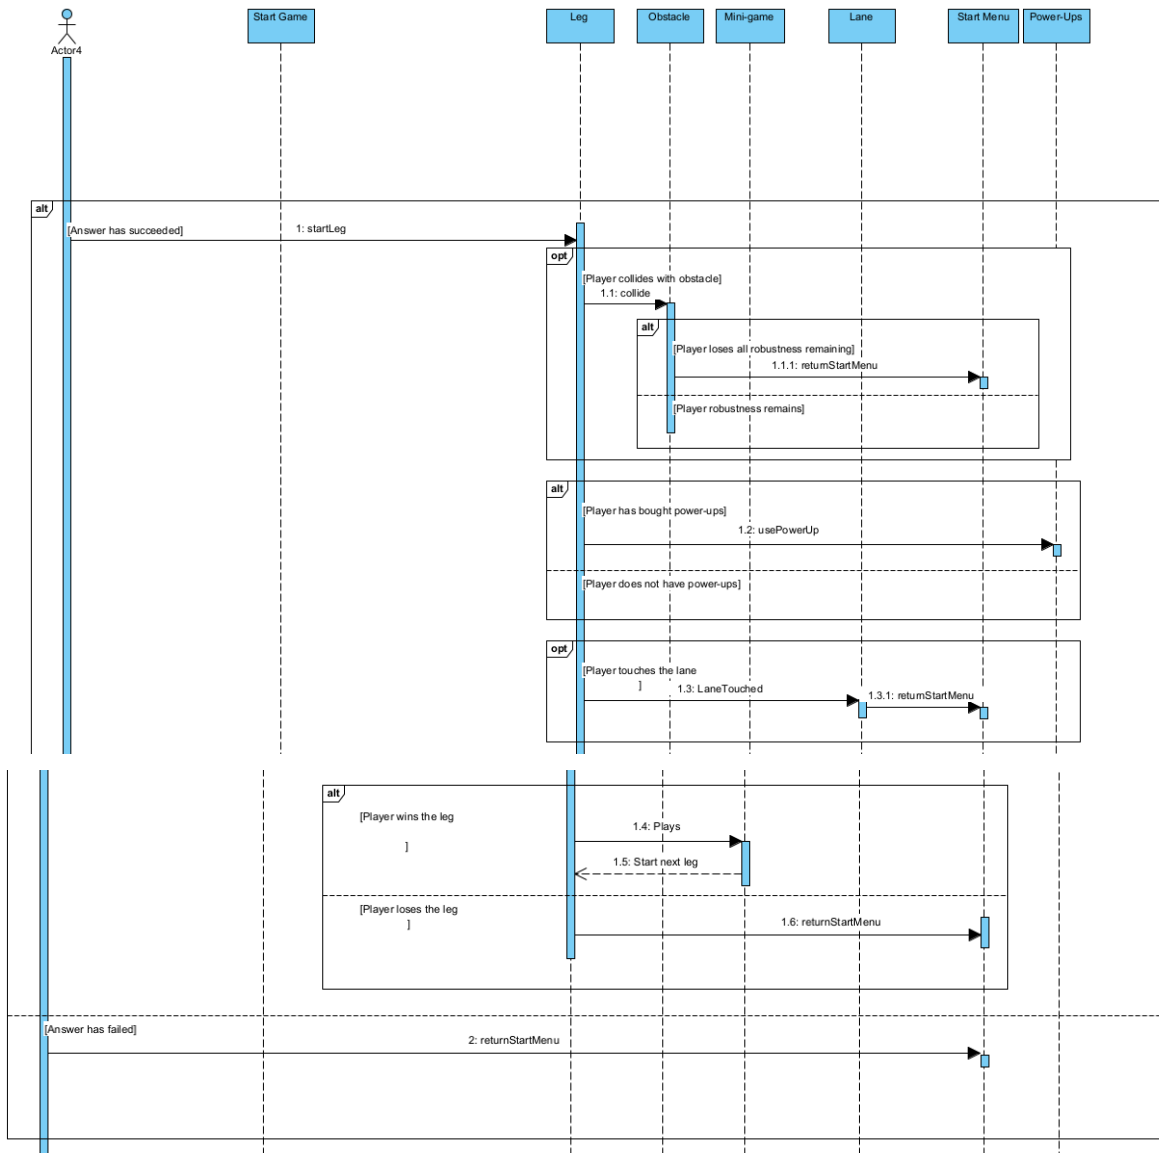 Actor4
Start Game
Leg
Obstacle
Mini-game
Lane
Start Menu
Power-Ups
alt
[Answer has succeeded]
1: startLeg
opt
[Player collides with obstacle]
1.1: collide
alt
[Player loses all robustness remaining]
1.1.1: returnStartMenu
[Player robustness remains]
alt
[Player has bought power-ups]
1.2: usePowerUp
[Player does not have power-ups]
opt
[Player touches the lane
]
1.3: LaneTouched
1.3.1: returnStartMenu
alt
[Player wins the leg
]
1.4: Plays
1.5: Start next leg
[Player loses the leg
]
1.6: returnStartMenu
[Answer has failed]
2: returnStartMenu